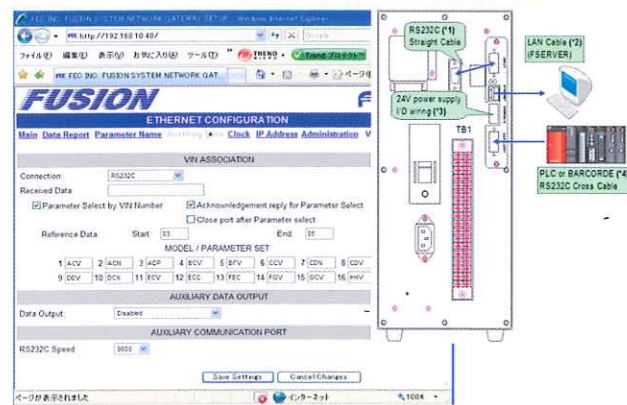 FEC INC. FUSION SYSTEM NETWORK GATEWAY SETUP - Windows Internet Explorer
http://192.168.10.40/
ファイル(F) 編集(E) 表示(V) お気に入り(A) ツール(T)
FEC INC. FUSION SYSTEM NETWORK GAT...
FUSION
ETHERNET CONFIGURATION
Main Data Report Parameter Name Auxiliary Data Clock IP Address Administration
VIN ASSOCIATION
Connection: RS232C
Received Data
Parameter Select by VIN Number
Acknowledgement reply for Parameter Select
Close port after Parameter select
Reference Data Start 03 End 05
MODEL / PARAMETER SET
1 ACV 2 ACN 3 ADP 4 BCV 5 BFV 6 CCV 7 CDN 8 CDV
9 DDV 10 DCX 11 ECV 12 ECC 13 FEC 14 FGV 15 GCV 16 HHV
AUXILIARY DATA OUTPUT
Data Output: Disabled
AUXILIARY COMMUNICATION PORT
RS232C Speed 9600
Save Settings Cancel Changes
ページが表示されました
インターネット
100%
RS232C (*1)
Straight Cable
LAN Cable (*2)
(FSERVER)
24V power supply
I/O wiring (*3)
TB1
PLC or BARCORDE (*4)
RS232C Cross Cable